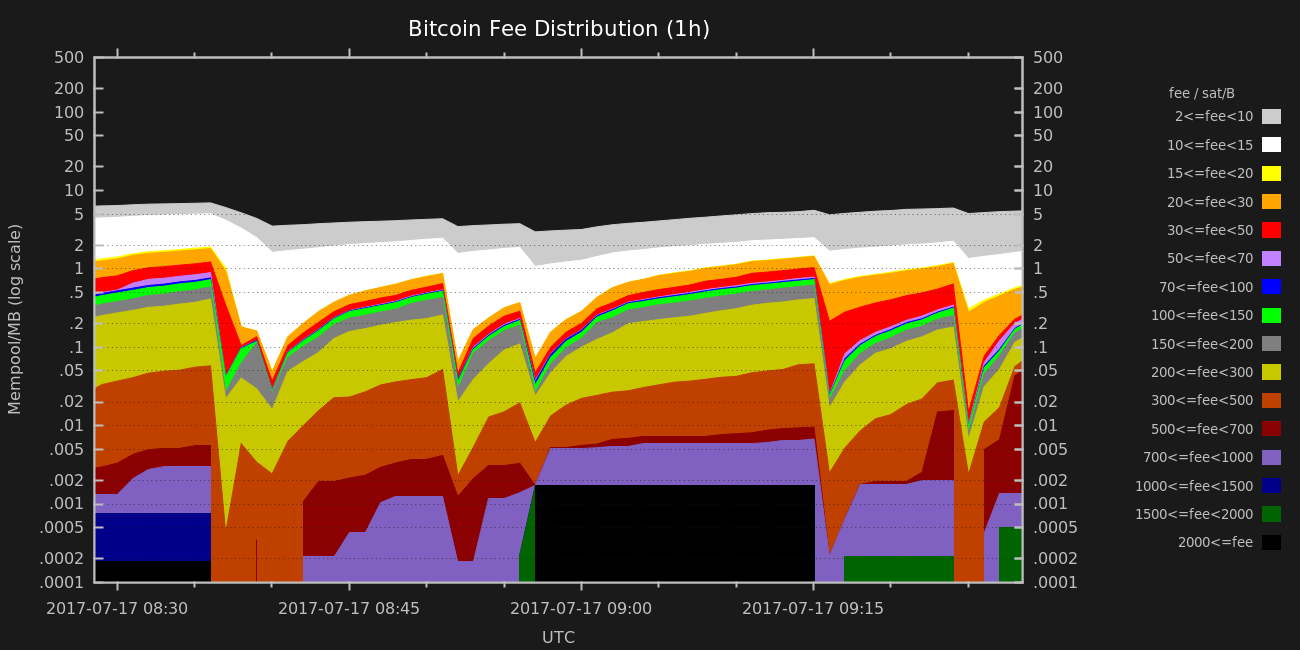 Bitcoin Fee Distribution (1h)
500 500
200 200
100 100
50 50
20 20
10 10
5 5
2 2
1 1
.5 .5
.2 .2
.1 .1
.05 .05
.02 .02
.01 .01
.005 .005
.002 .002
.001 .001
.0005 .0005
.0002 .0002
.0001 .0001
Mempool/MB (log scale)
2017-07-17 08:30 2017-07-17 08:45 2017-07-17 09:00 2017-07-17 09:15
UTC
fee / sat/B
2<=fee<10
10<=fee<15
15<=fee<20
20<=fee<30
30<=fee<50
50<=fee<70
70<=fee<100
100<=fee<150
150<=fee<200
200<=fee<300
300<=fee<500
500<=fee<700
700<=fee<1000
1000<=fee<1500
1500<=fee<2000
2000<=fee